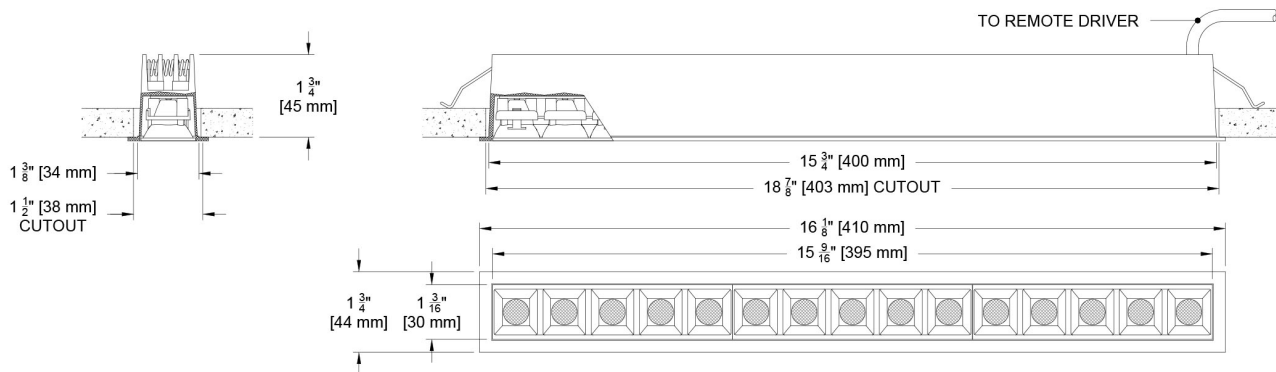 TO REMOTE DRIVER
1 3/4"
[45 mm]
1 3/8" [34 mm]
1 1/2" [38 mm]
CUTOUT
15 3/4" [400 mm]
18 7/8" [403 mm] CUTOUT
16 1/8" [410 mm]
15 9/16" [395 mm]
1 3/4"
[44 mm]
1 3/16"
[30 mm]